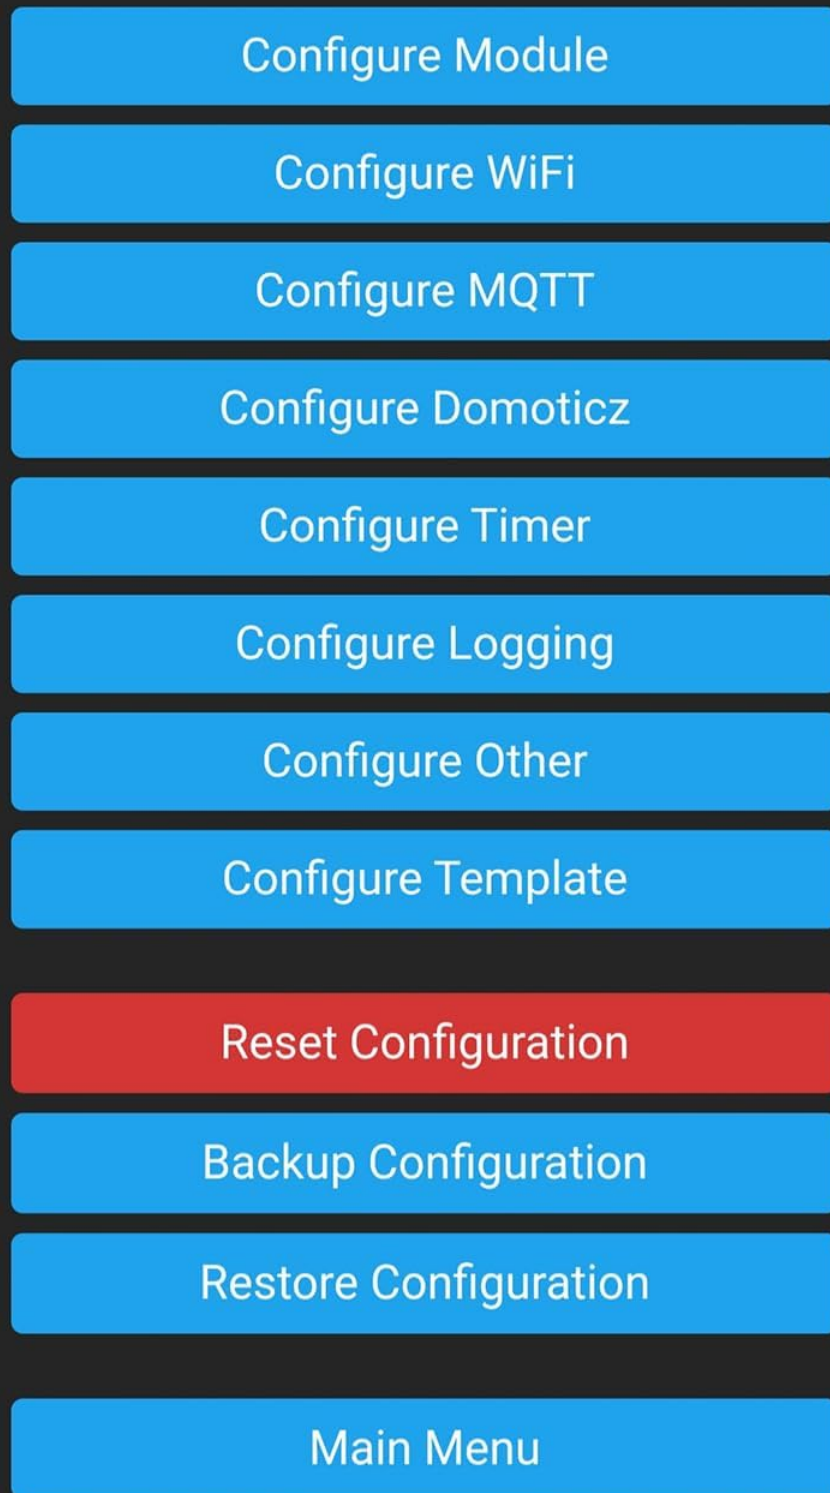 Configure Module
Configure WiFi
Configure MQTT
Configure Domoticz
Configure Timer
Configure Logging
Configure Other
Configure Template
Reset Configuration
Backup Configuration
Restore Configuration
Main Menu